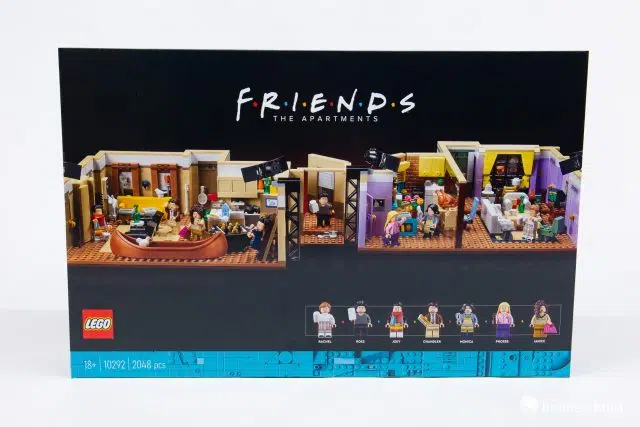 F·R·I·E·N·D·S
THE APARTMENTS
LEGO
RACHEL ROSS JOEY CHANDLER MONICA PHOEBE JANICE
18+ 10292 2048 pcs